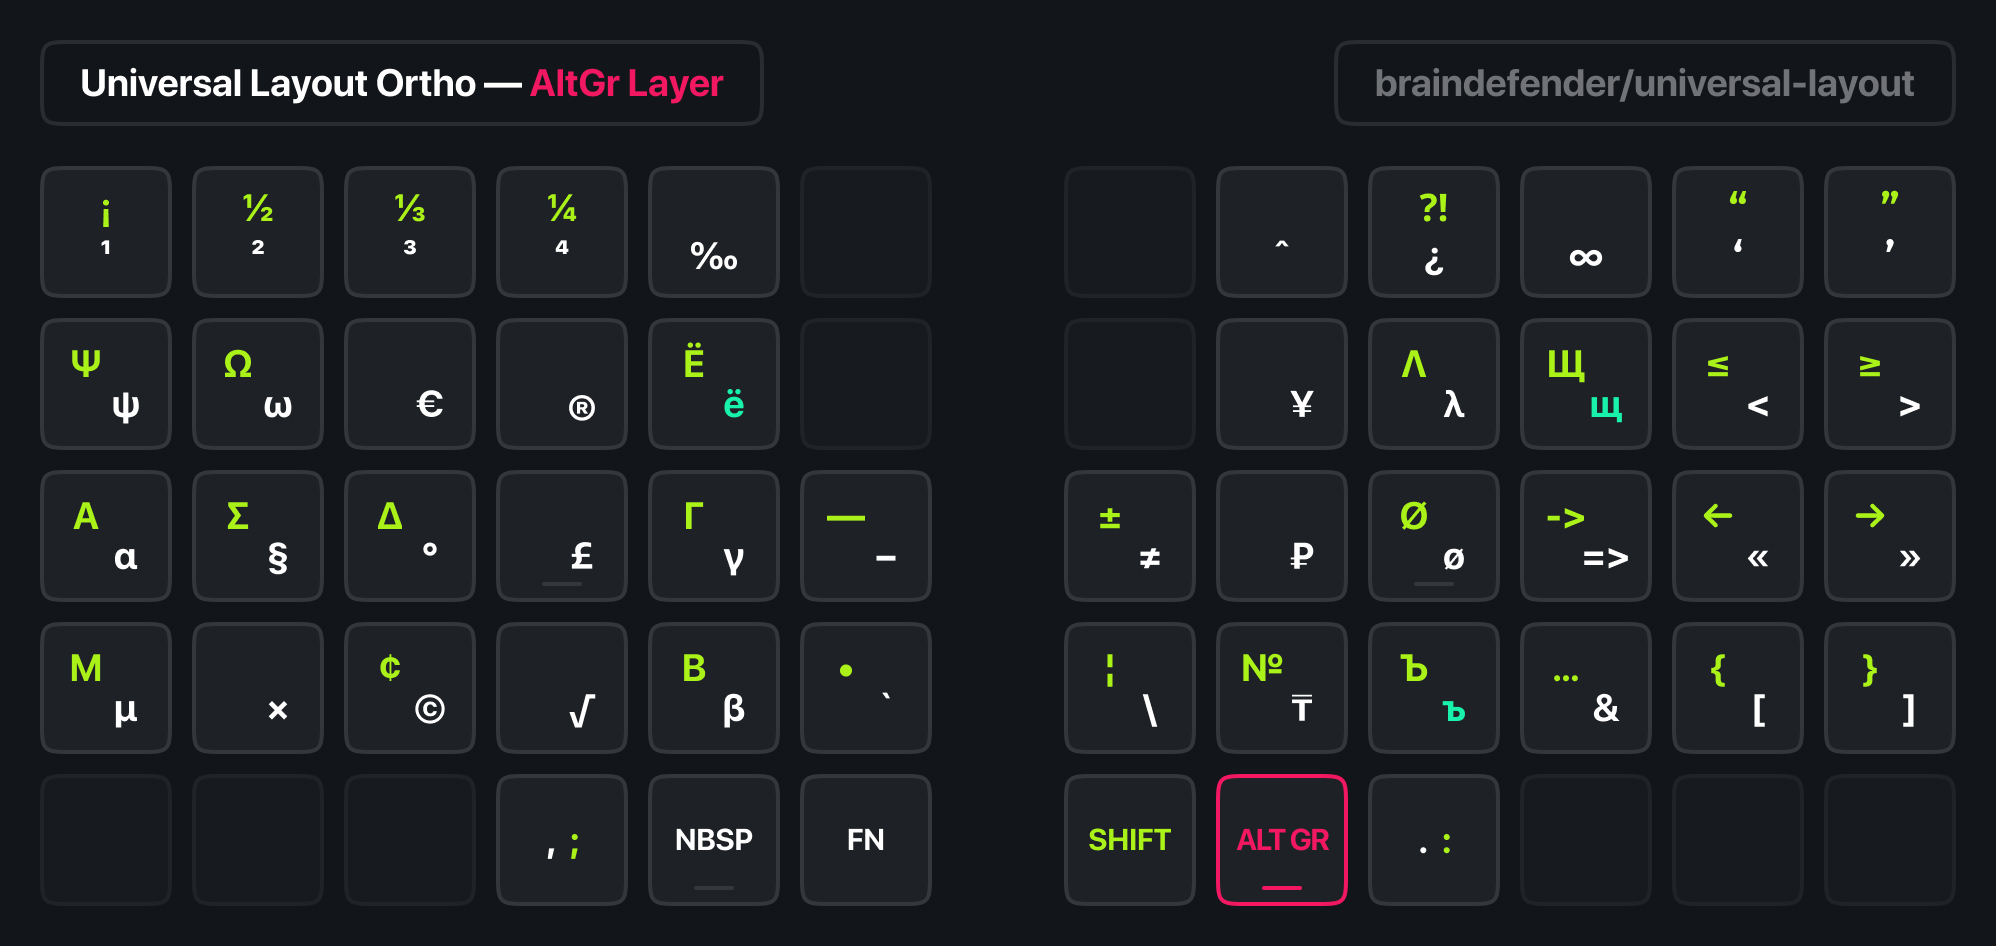 Universal Layout Ortho — AltGr Layer
braindefender/universal-layout
¡ ½ ⅓ ¼ ?! “ ”
¹ ² ³ ⁴ ‰ ˆ ¿ ∞ ‘ ’
Ψ Ω Ё Λ Щ ≤ ≥
ψ ω € ® ё ¥ λ щ < >
Α Σ Δ Γ — ± Ø -> ← →
α § ° £ γ – ≠ ₽ ø => « »
Μ ¢ Β • ¦ № Ъ … { }
μ × © √ β ` \ ₸ ъ & [ ]
, ; NBSP FN SHIFT ALT GR . :